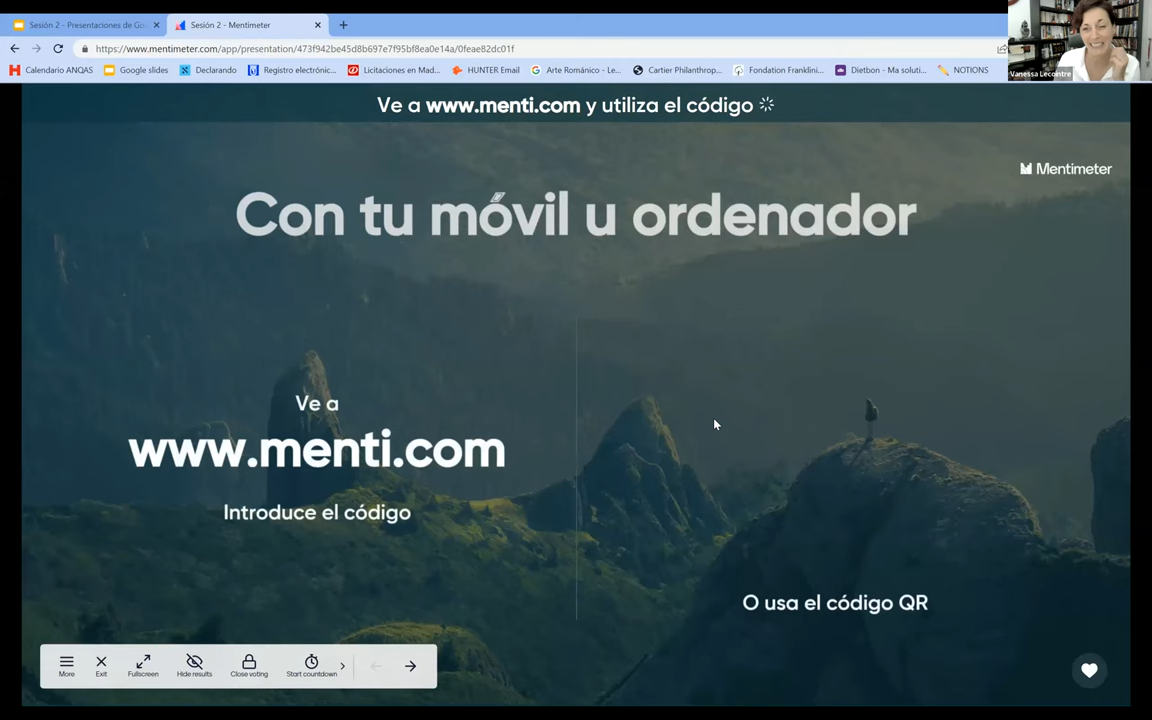 Sesión 2 - Presentaciones de Go
Sesión 2 - Mentimeter
https://www.mentimeter.com/app/presentation/473f942be45d8b697e7f95bf8ea0e14a/0feae82dc01f
Calendario ANQAS
Google slides
Declarando
Registro electrónic...
Licitaciones en Mad...
HUNTER Email
Arte Románico - Le...
Cartier Philanthrop...
Fondation Franklini...
Dietbon - Ma soluti...
NOTIONS
Vanessa Lecointre
Ve a www.menti.com y utiliza el código
Mentimeter
Con tu móvil u ordenador
Ve a
www.menti.com
Introduce el código
O usa el código QR
More
Exit
Fullscreen
Hide results
Close voting
Start countdown